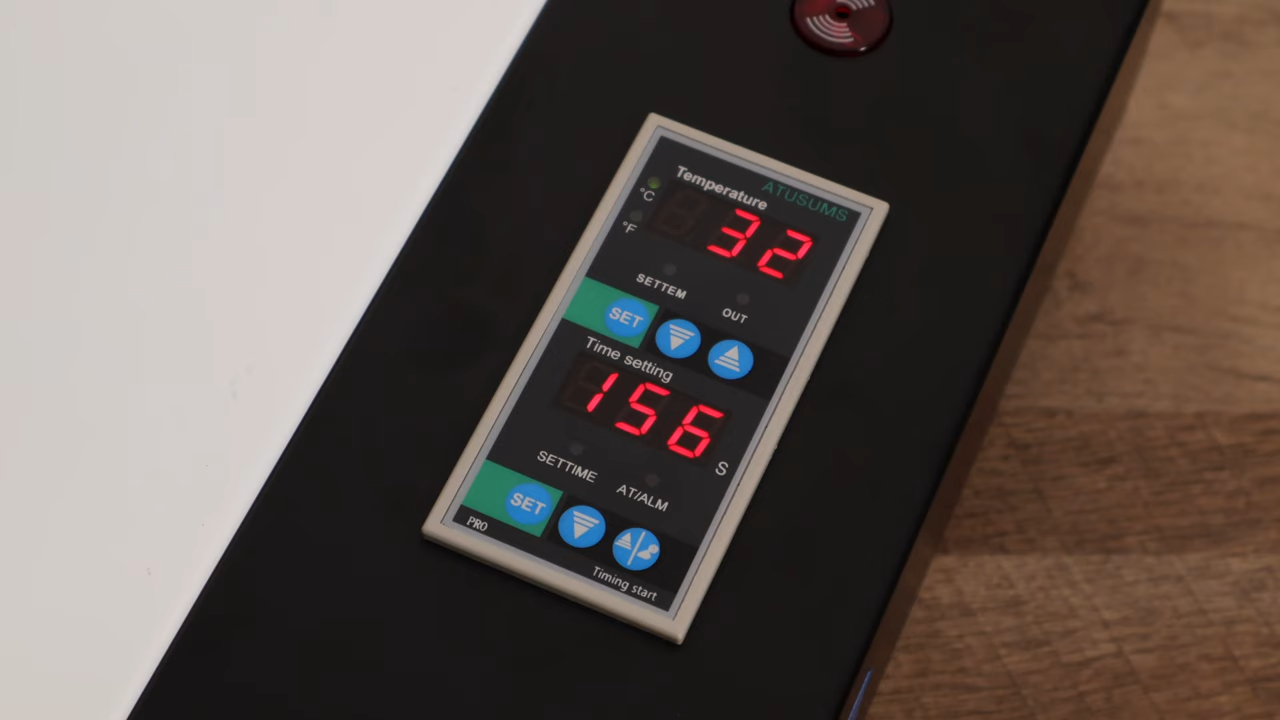 Temperature
ATUSUMS
°C
°F
32
SETTEM
OUT
SET
Time setting
156
S
SETTIME
AT/ALM
SET
PRO
Timing start